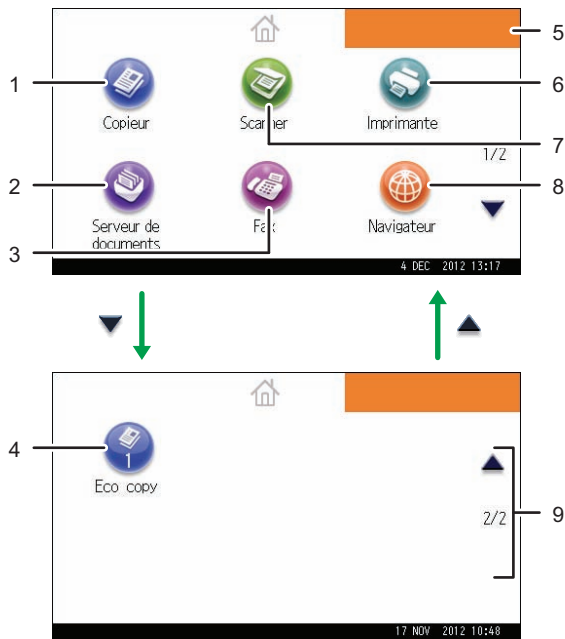 5
1
6
Copieur
Scanner
Imprimante
1/2
7
2
8
Serveur de
documents
Fax
Navigateur
3
4 DEC 2012 13:17
4
1
Eco copy
2/2
9
17 NOV 2012 10:48